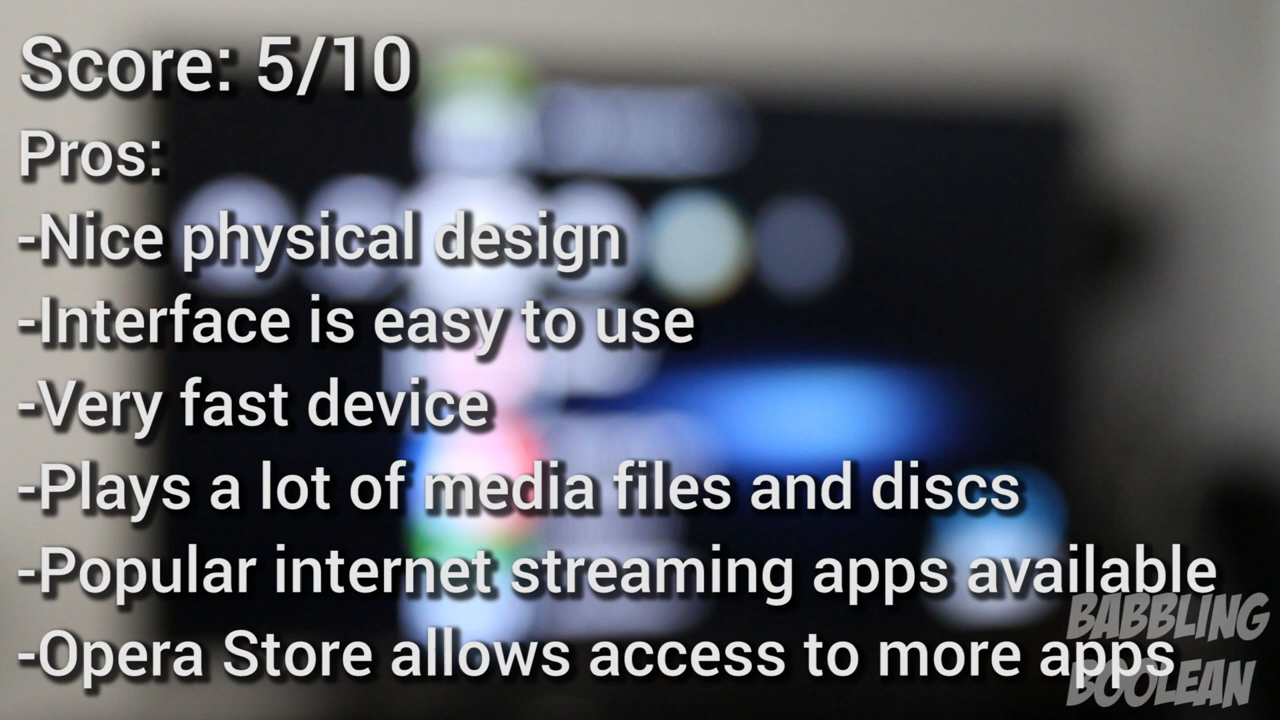 Score: 5/10
Pros:
-Nice physical design
-Interface is easy to use
-Very fast device
-Plays a lot of media files and discs
-Popular internet streaming apps available
-Opera Store allows access to more apps
BABBLING
BOOLEAN